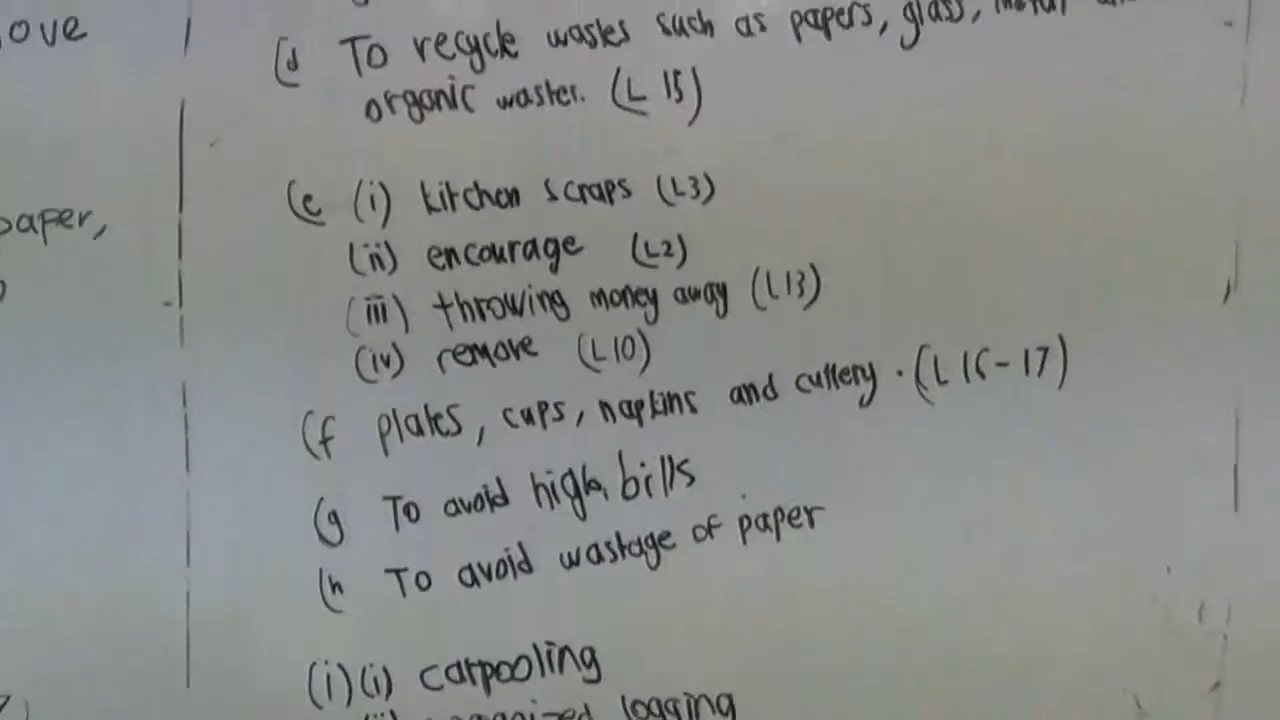 ove
(d To recycle wastes such as papers, glass, metal
organic wastes. (L 15)
paper,
(e (i) kitchen scraps (L3)
(ii) encourage (L2)
(iii) throwing money away (L13)
(iv) remove (L10)
(f plates, cups, napkins and cutlery. (L 16-17)
(g To avoid high bills
(h To avoid wastage of paper
(i)(i) carpooling
logging